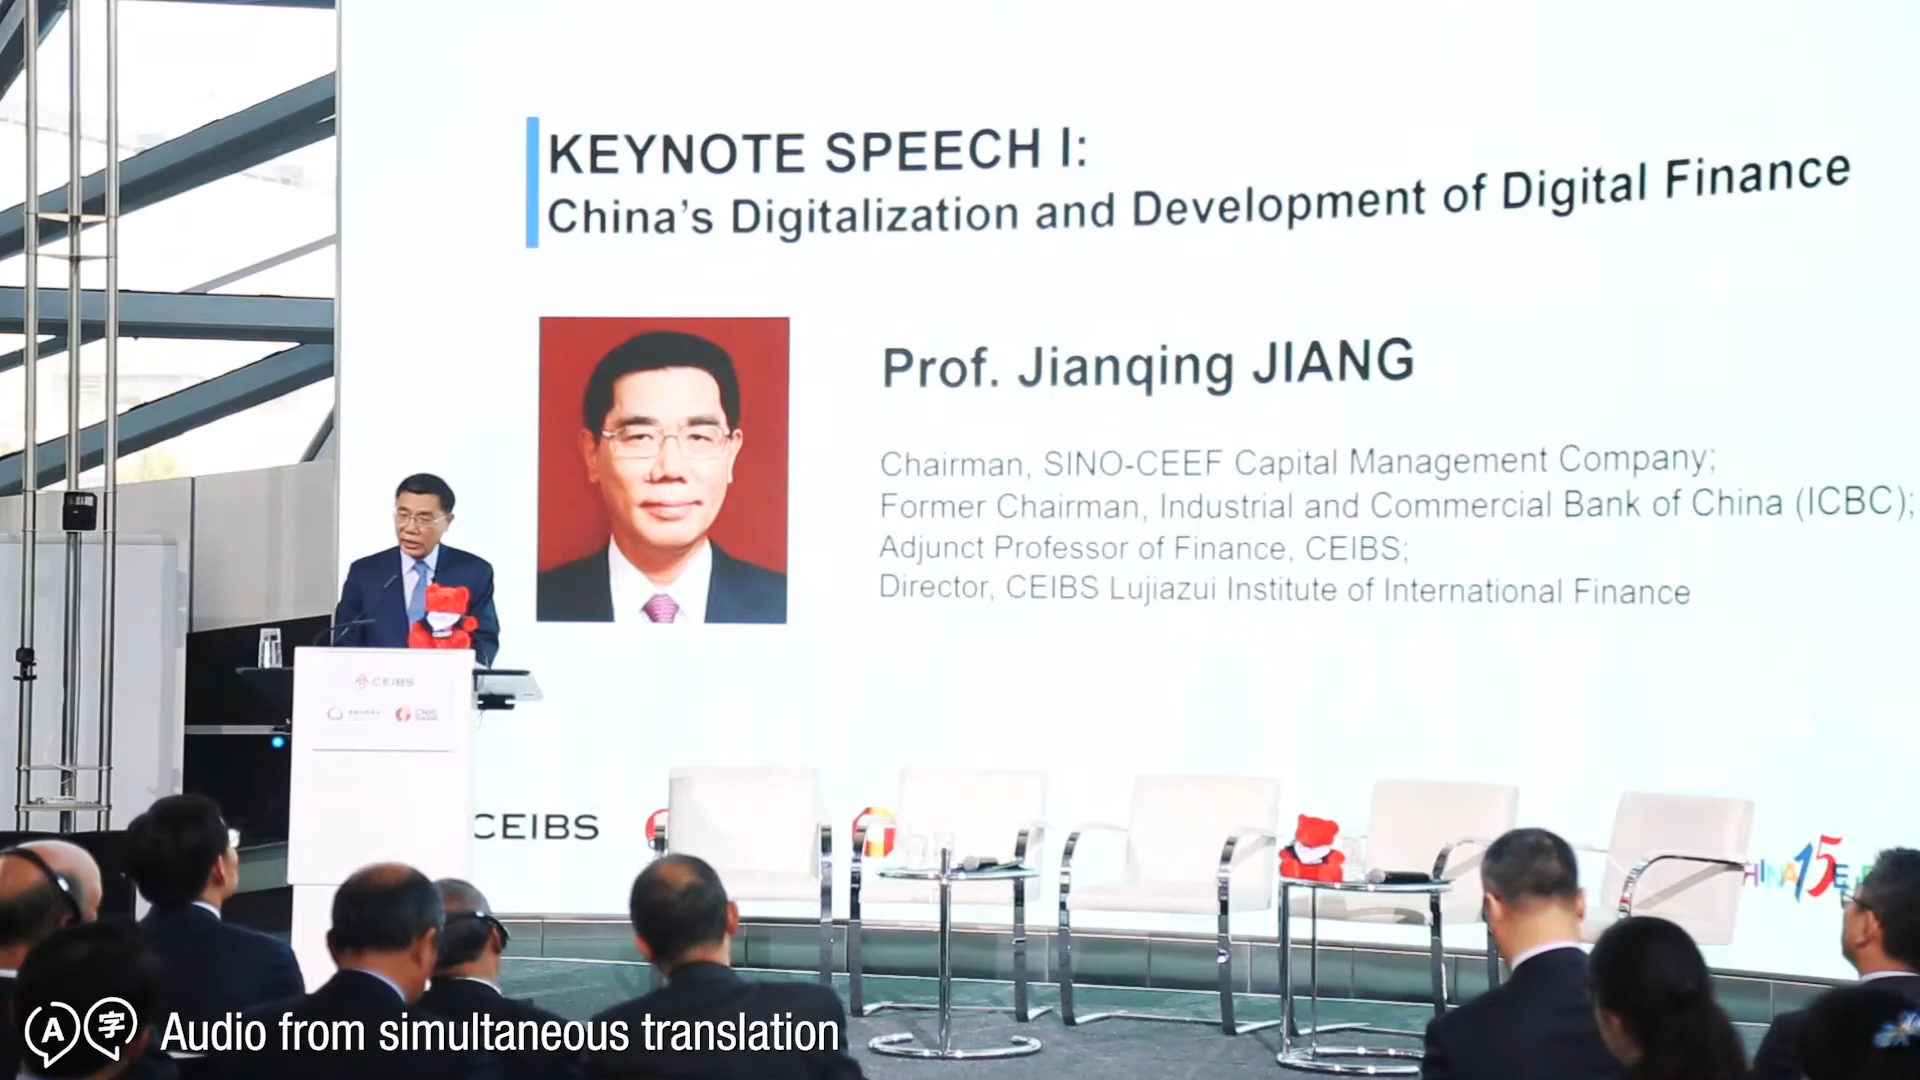 KEYNOTE SPEECH I:
China's Digitalization and Development of Digital Finance
Prof. Jianqing JIANG
Chairman, SINO-CEEF Capital Management Company;
Former Chairman, Industrial and Commercial Bank of China (ICBC);
Adjunct Professor of Finance, CEIBS;
Director, CEIBS Lujiazui Institute of International Finance
CEIBS
CEIBS
A 字 Audio from simultaneous translation